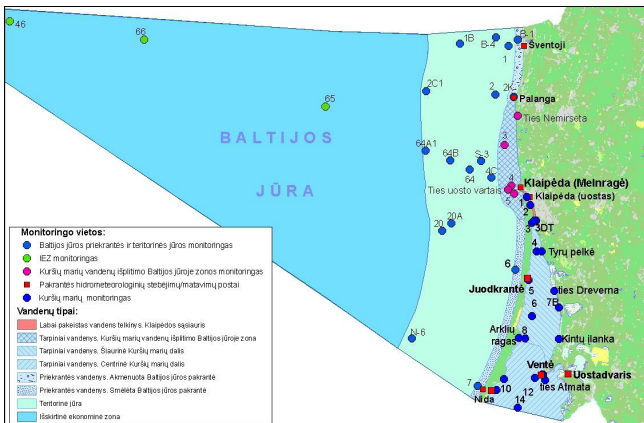 46
66
65
1B
B-4
B-1
Šventoji
1
2C1
2
2K
Palanga
Ties Nemirseta
3
BALTIJOS
JŪRA
64A1
64B
S-3
64
4C
4
Ties uosto vartais
5
Klaipėda (Melnragė)
Klaipėda (uostas)
1
2
3
3DT
20
20A
4
Tyrų pelkė
6
Juodkrantė
5
ties Dreverna
7B
6
N-6
Arklių
ragas
8
Kintų įlanka
Ventė
Uostadvaris
ties Atmata
7
Nida
10
12
14
Monitoringo vietos:
Baltijos jūros priekrantės ir teritorinės jūros monitoringas
IEZ monitoringas
Kuršių marių vandenų išplitimo Baltijos jūroje zonos monitoringas
Pakrantės hidrometeorologinių stebėjimų/matavimų postai
Kuršių marių monitoringas
Vandenų tipai:
Labai pakeistas vandens telkinys. Klaipėdos sąsiauris
Tarpiniai vandenys. Kuršių marių vandenų išplitimo Baltijos jūroje zona
Tarpiniai vandenys. Šiaurinė Kuršių marių dalis
Tarpiniai vandenys. Centrinė Kuršių marių dalis
Priekrantės vandenys. Akmenuota Baltijos jūros pakrantė
Priekrantės vandenys. Smėlėta Baltijos jūros pakrantė
Teritorinė jūra
Išskirtinė ekonominė zona